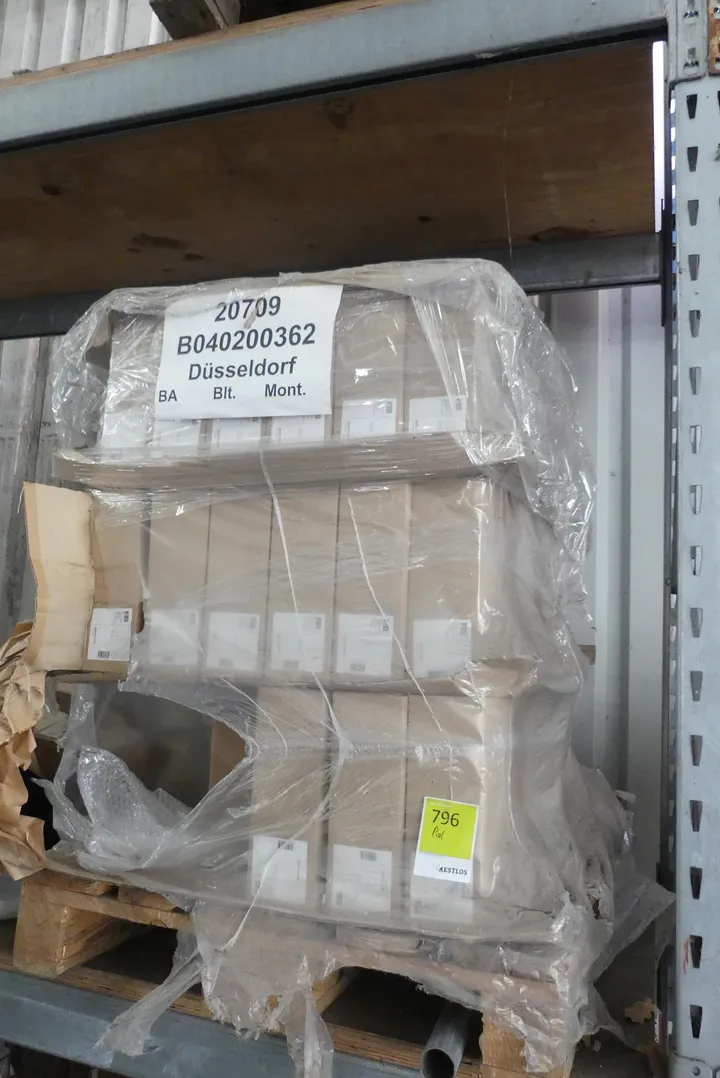 20709
B040200362
Düsseldorf
BA Blt. Mont.
796
Pal
RESTLOS